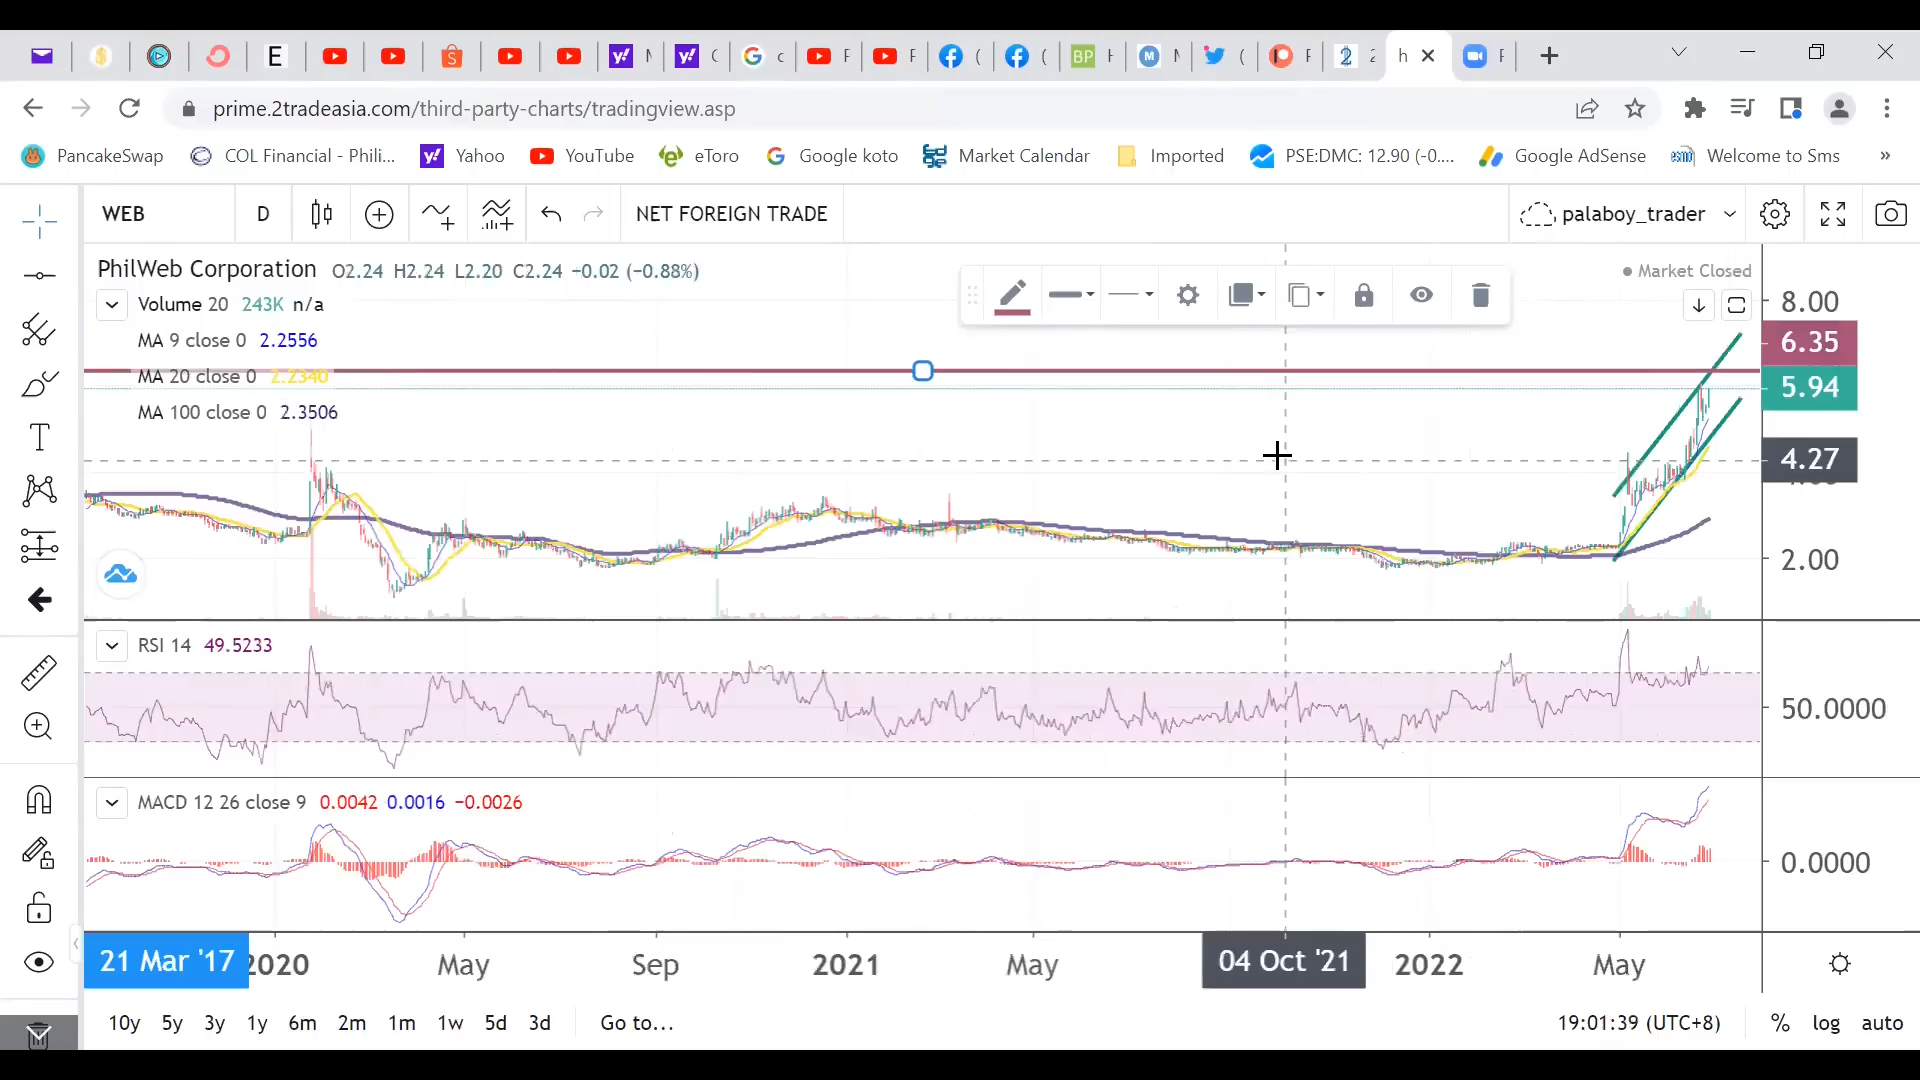 E
M
C
c
F
F
(
(
BP
H
M
M
(
F
2
2
h
F
prime.2tradeasia.com/third-party-charts/tradingview.asp
PancakeSwap COL Financial - Phili... Yahoo YouTube eToro Google koto Market Calendar Imported PSE:DMC: 12.90 (-0.... Google AdSense esmi Welcome to Sms »
WEB D NET FOREIGN TRADE palaboy_trader
PhilWeb Corporation O2.24 H2.24 L2.20 C2.24 −0.02 (−0.88%) Market Closed
Volume 20 243K n/a 8.00
MA 9 close 0 2.2556 6.35
MA 20 close 0 2.2340 5.94
MA 100 close 0 2.3506
4.27
2.00
RSI 14 49.5233
50.0000
MACD 12 26 close 9 0.0042 0.0016 −0.0026
0.0000
21 Mar '17 2020 May Sep 2021 May 04 Oct '21 2022 May
10y 5y 3y 1y 6m 2m 1m 1w 5d 3d Go to... 19:01:39 (UTC+8) % log auto